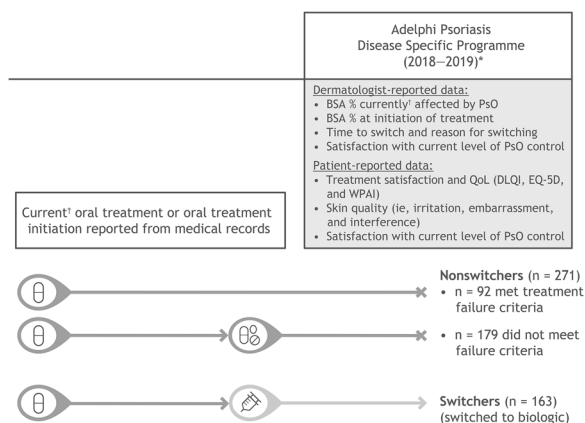 Adelphi Psoriasis
Disease Specific Programme
(2018—2019)*
Dermatologist-reported data:
• BSA % currently† affected by PsO
• BSA % at initiation of treatment
• Time to switch and reason for switching
• Satisfaction with current level of PsO control
Patient-reported data:
• Treatment satisfaction and QoL (DLQI, EQ-5D,
and WPAI)
• Skin quality (ie, irritation, embarrassment,
and interference)
• Satisfaction with current level of PsO control
Current† oral treatment or oral treatment
initiation reported from medical records
Nonswitchers (n = 271)
• n = 92 met treatment
failure criteria
• n = 179 did not meet
failure criteria
Switchers (n = 163)
(switched to biologic)